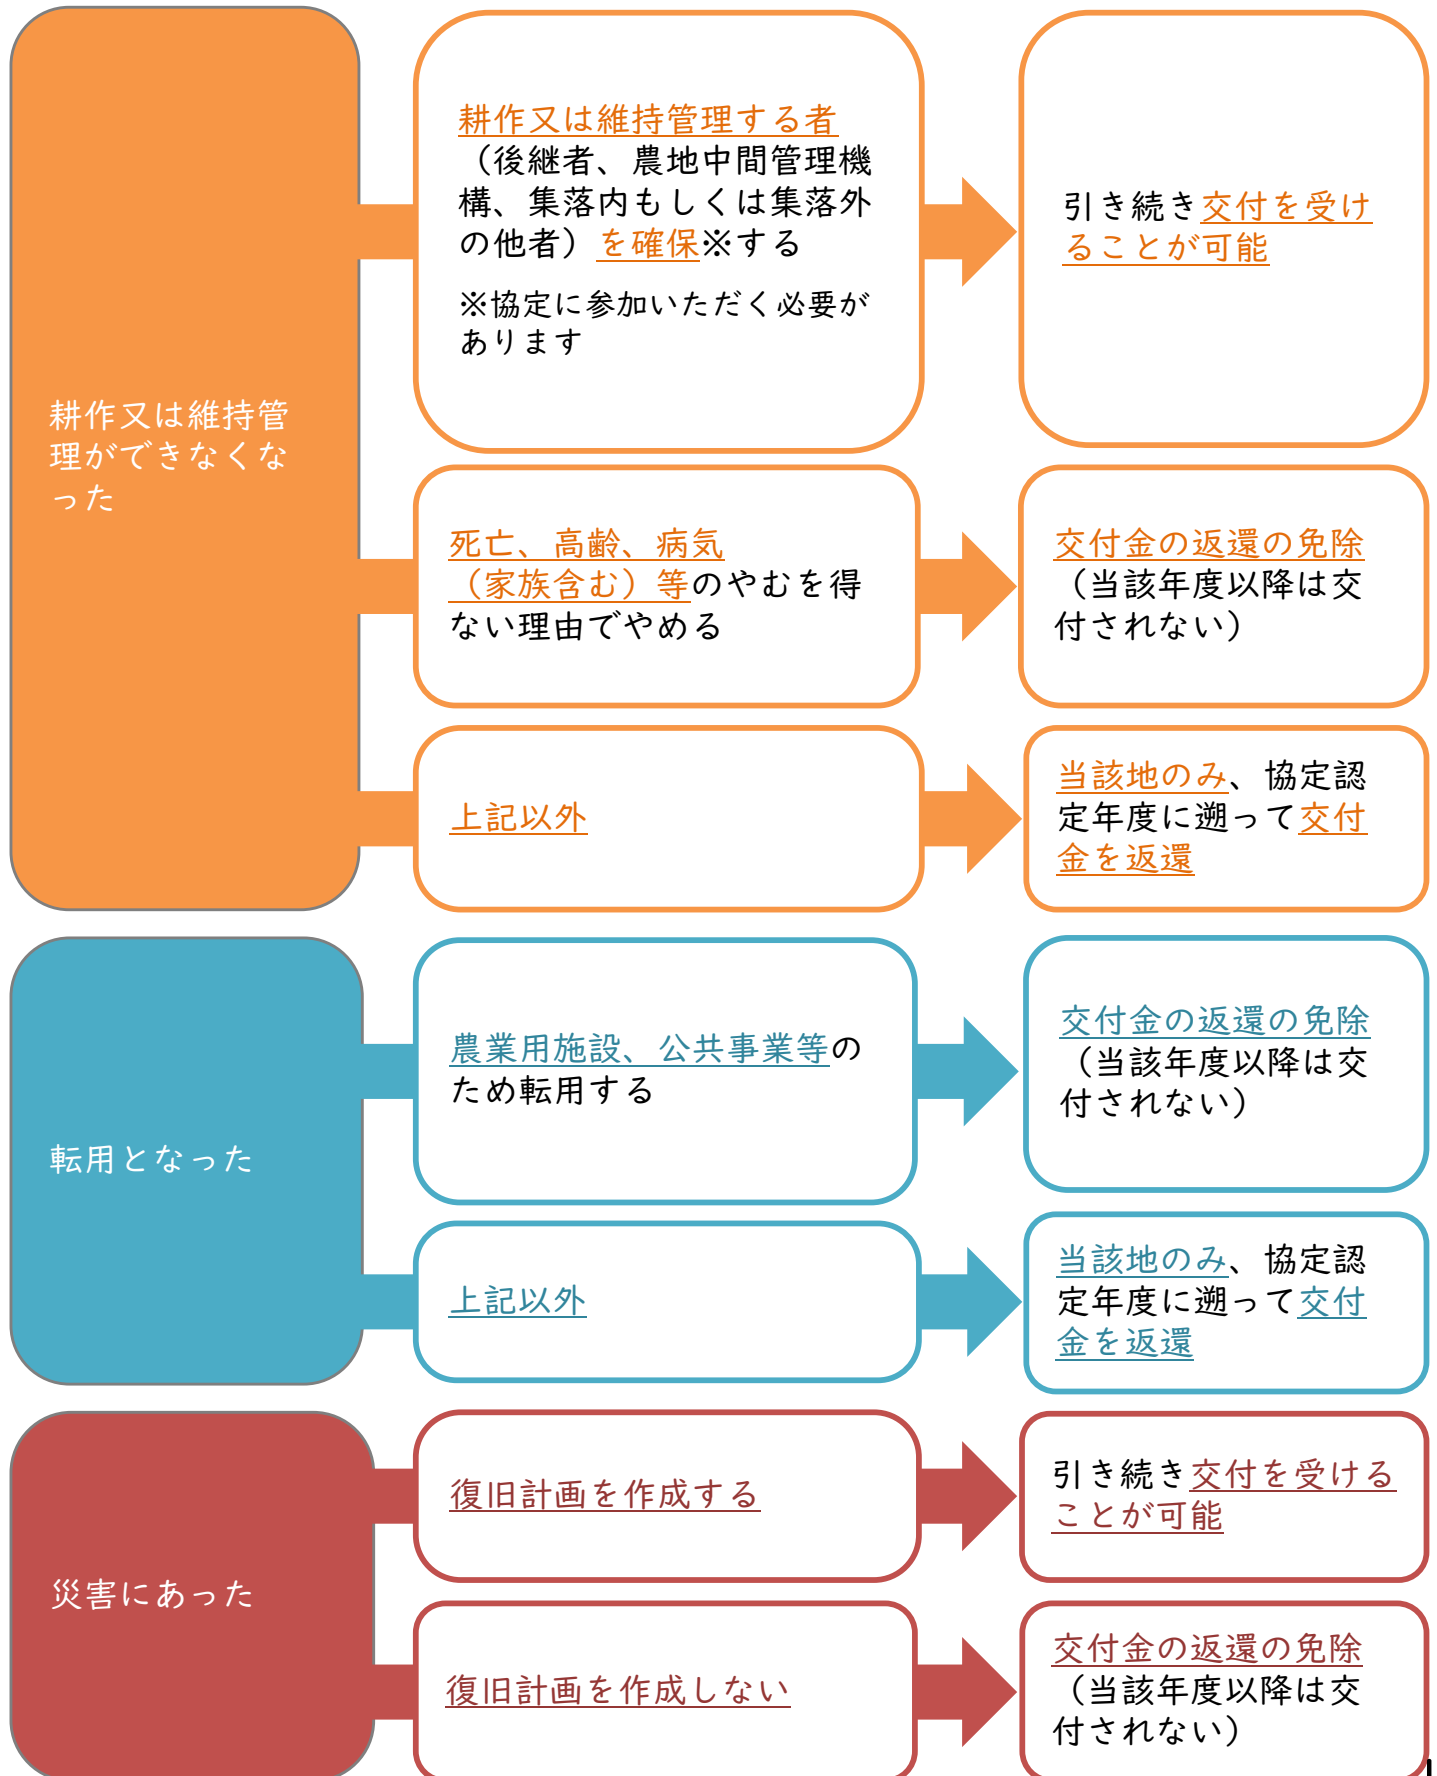 耕作又は維持管
理ができなくな
った
耕作又は維持管理する者
（後継者、農地中間管理機
構、集落内もしくは集落外
の他者）を確保※する
※協定に参加いただく必要が
あります
引き続き交付を受け
ることが可能
死亡、高齢、病気
（家族含む）等のやむを得
ない理由でやめる
交付金の返還の免除
（当該年度以降は交
付されない）
上記以外
当該地のみ、協定認
定年度に遡って交付
金を返還
転用となった
農業用施設、公共事業等の
ため転用する
交付金の返還の免除
（当該年度以降は交
付されない）
上記以外
当該地のみ、協定認
定年度に遡って交付
金を返還
災害にあった
復旧計画を作成する
引き続き交付を受ける
ことが可能
復旧計画を作成しない
交付金の返還の免除
（当該年度以降は交
付されない）